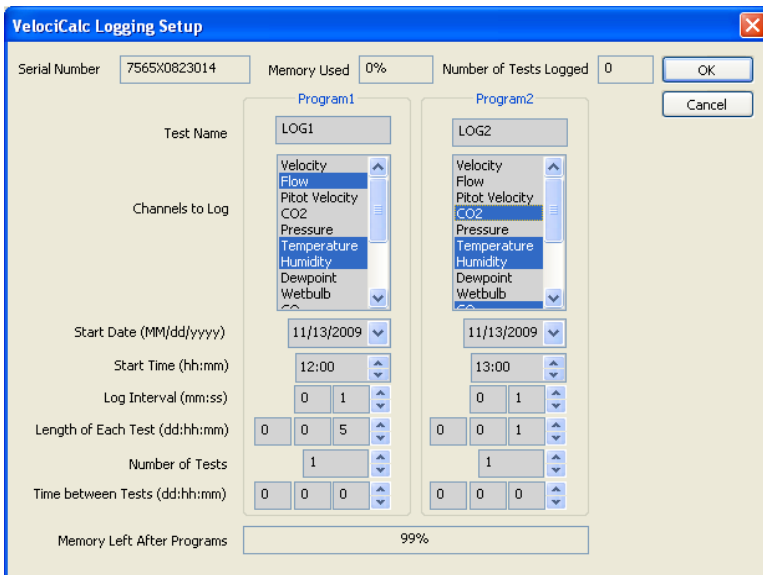 VelociCalc Logging Setup
Serial Number 7565X0823014 Memory Used 0% Number of Tests Logged 0 OK
Cancel
Program1 Program2
Test Name LOG1 LOG2
Channels to Log
Velocity
Flow
Pitot Velocity
CO2
Pressure
Temperature
Humidity
Dewpoint
Wetbulb
Velocity
Flow
Pitot Velocity
CO2
Pressure
Temperature
Humidity
Dewpoint
Wetbulb
Start Date (MM/dd/yyyy) 11/13/2009 11/13/2009
Start Time (hh:mm) 12:00 13:00
Log Interval (mm:ss) 0 1 0 1
Length of Each Test (dd:hh:mm) 0 0 5 0 0 1
Number of Tests 1 1
Time between Tests (dd:hh:mm) 0 0 0 0 0 0
Memory Left After Programs 99%